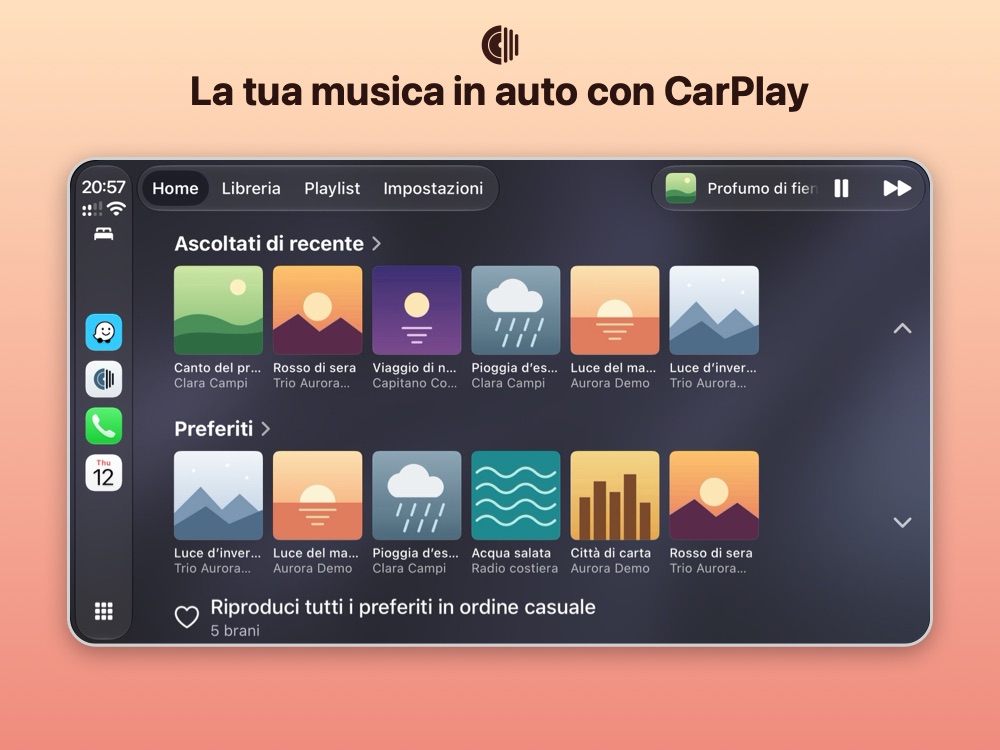 La tua musica in auto con CarPlay
20:57
Home Libreria Playlist Impostazioni
Profumo di fien
Ascoltati di recente
Canto del pr... Rosso di sera Viaggio di n... Pioggia d'es... Luce del ma... Luce d'inver...
Clara Campi Trio Aurora... Capitano Co... Clara Campi Aurora Demo Trio Aurora...
Preferiti
Thu
12
Luce d'inver... Luce del ma... Pioggia d'es... Acqua salata Città di carta Rosso di sera
Trio Aurora... Aurora Demo Clara Campi Radio costiera Aurora Demo Trio Aurora...
Riproduci tutti i preferiti in ordine casuale
5 brani